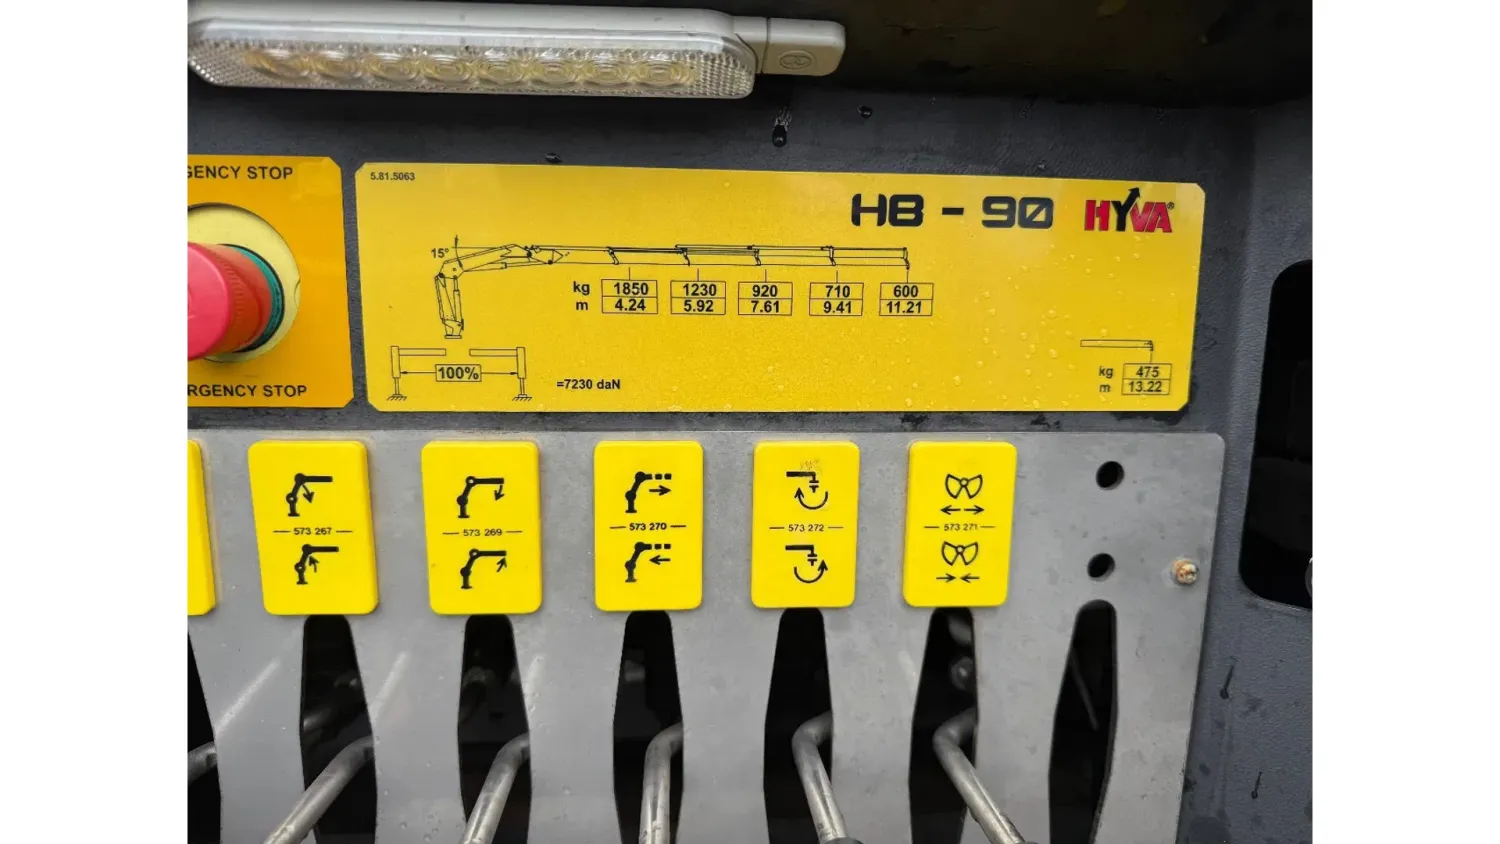 GENCY STOP
RGENCY STOP
5.81.5063
HB - 90 HYVA®
15°
kg 1850 1230 920 710 600
m 4.24 5.92 7.61 9.41 11.21
100%
=7230 daN
kg 475
m 13.22
573 267
573 269
573 270
573 272
573 271